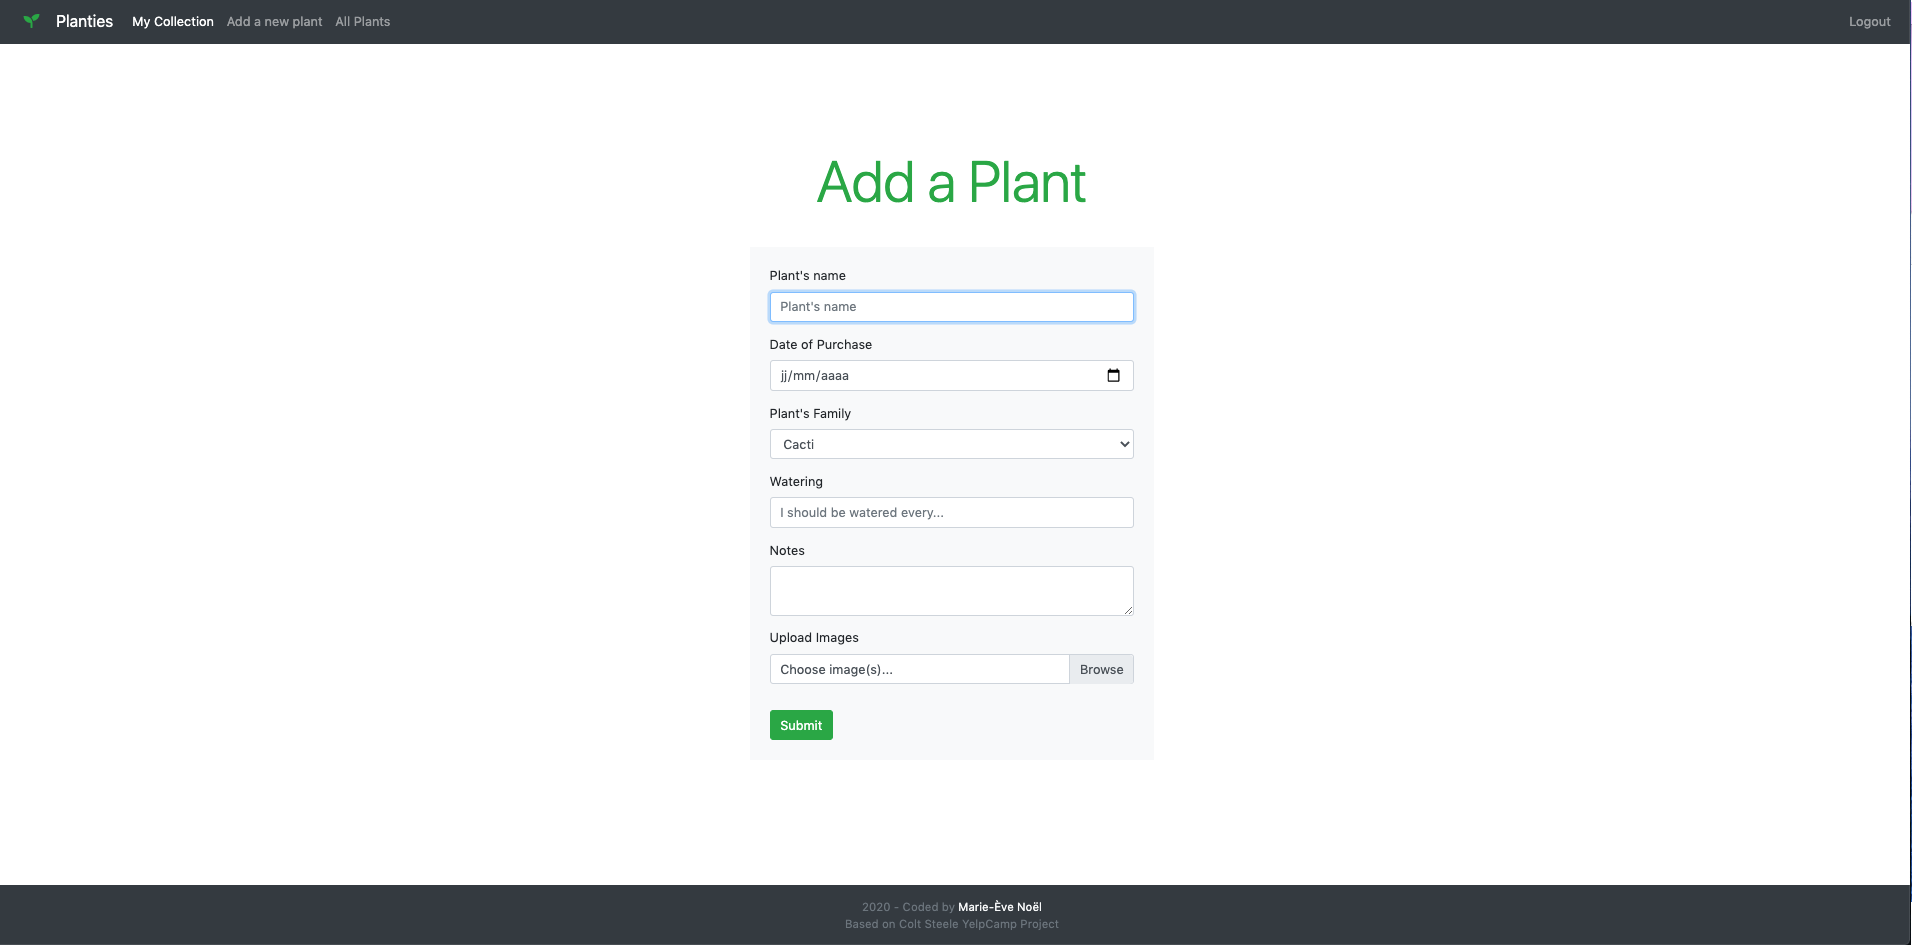 Planties My Collection Add a new plant All Plants Logout
Add a Plant
Plant's name
Plant's name
Date of Purchase
jj/mm/aaaa
Plant's Family
Cacti
Watering
I should be watered every...
Notes
Upload Images
Choose image(s)... Browse
Submit
2020 - Coded by Marie-Ève Noël
Based on Colt Steele YelpCamp Project